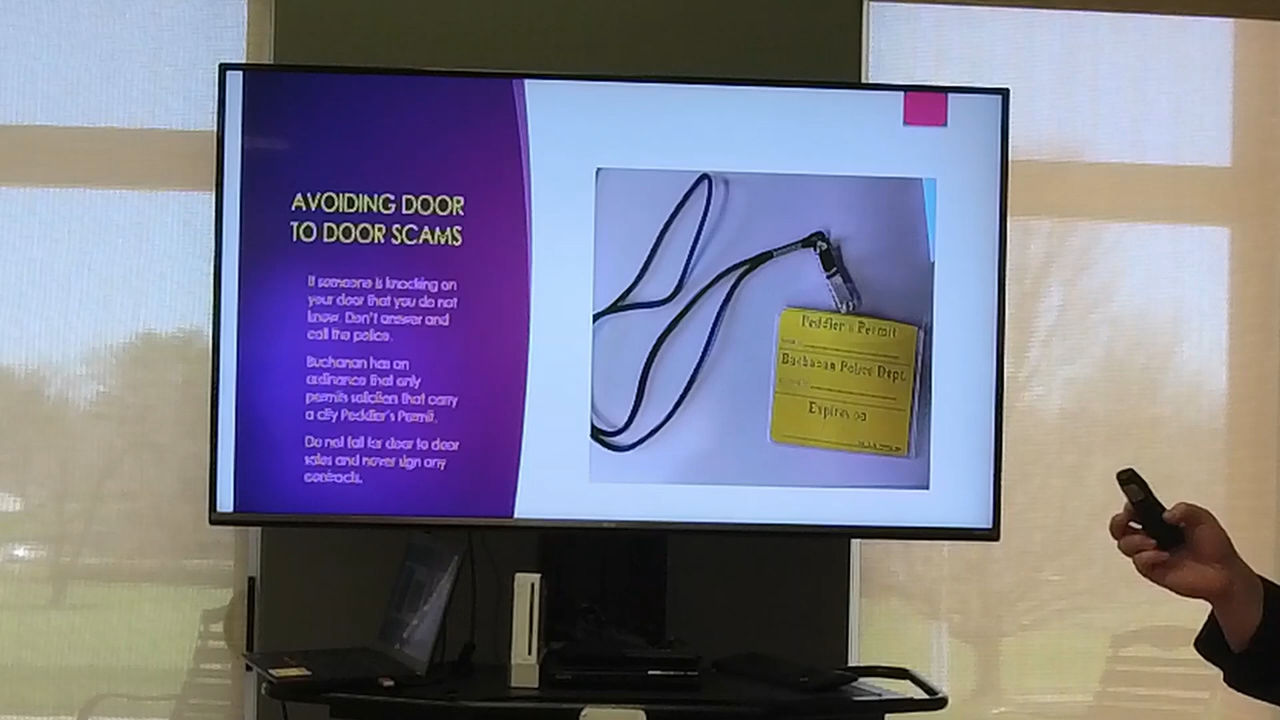 AVOIDING DOOR
TO DOOR SCAMS
If someone is knocking on
your door that you do not
know. Don't answer and
call the police.
Buchanan has an
ordinance that only
permits solicitors that carry
a city Peddler's Permit.
Do not fall for door to door
sales and never sign any
contracts.
Peddler's Permit
Buchanan Police Dept.
Expires on